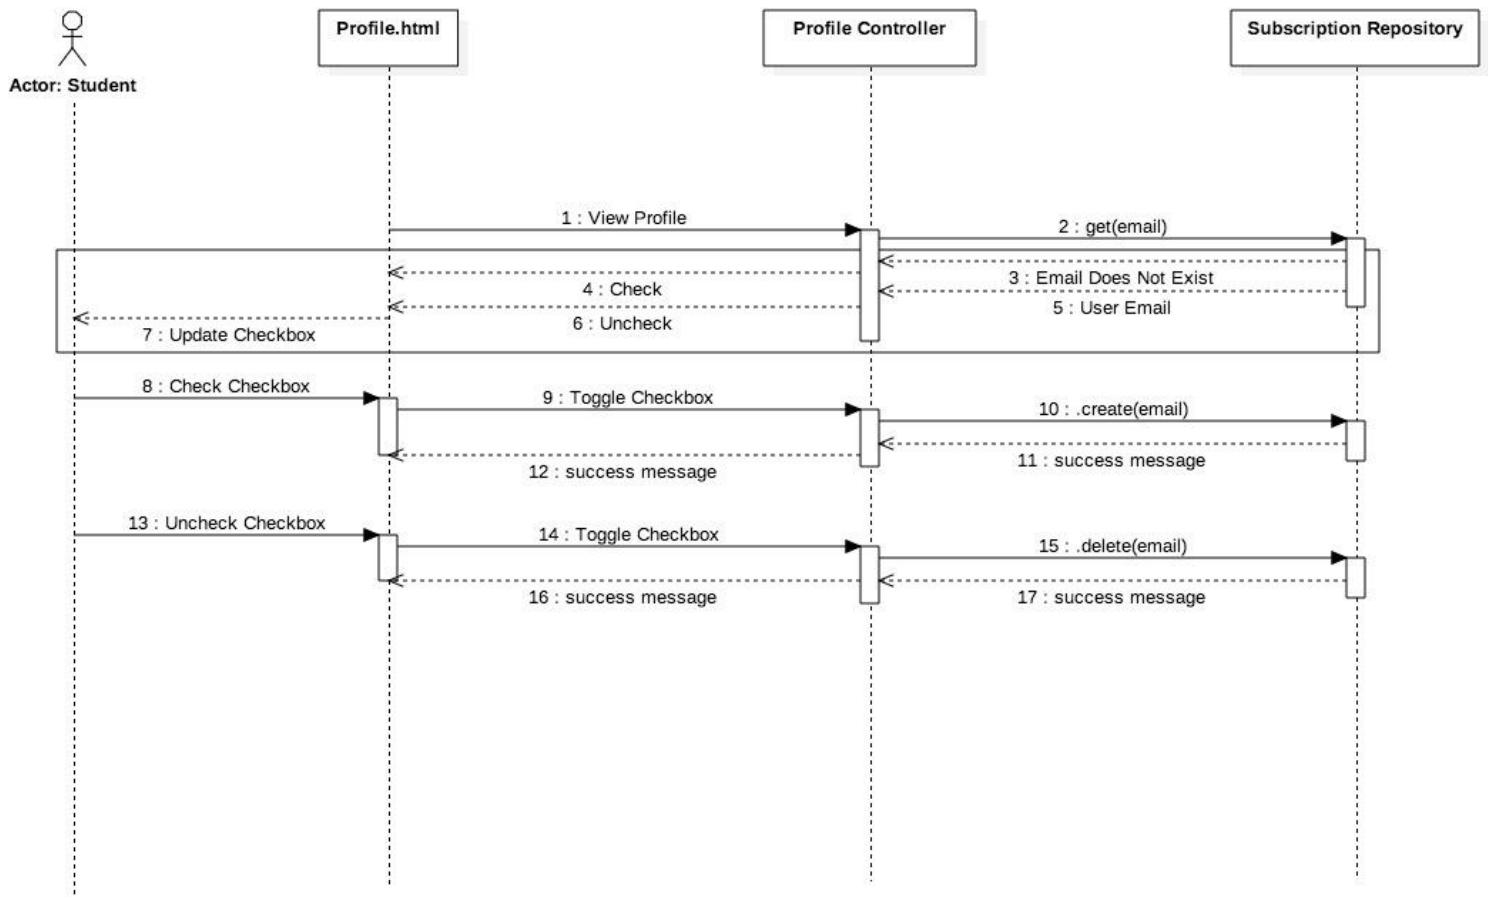 Profile.html
Profile Controller
Subscription Repository
Actor: Student
1 : View Profile
2 : get(email)
3 : Email Does Not Exist
4 : Check
5 : User Email
6 : Uncheck
7 : Update Checkbox
8 : Check Checkbox
9 : Toggle Checkbox
10 : .create(email)
11 : success message
12 : success message
13 : Uncheck Checkbox
14 : Toggle Checkbox
15 : .delete(email)
16 : success message
17 : success message